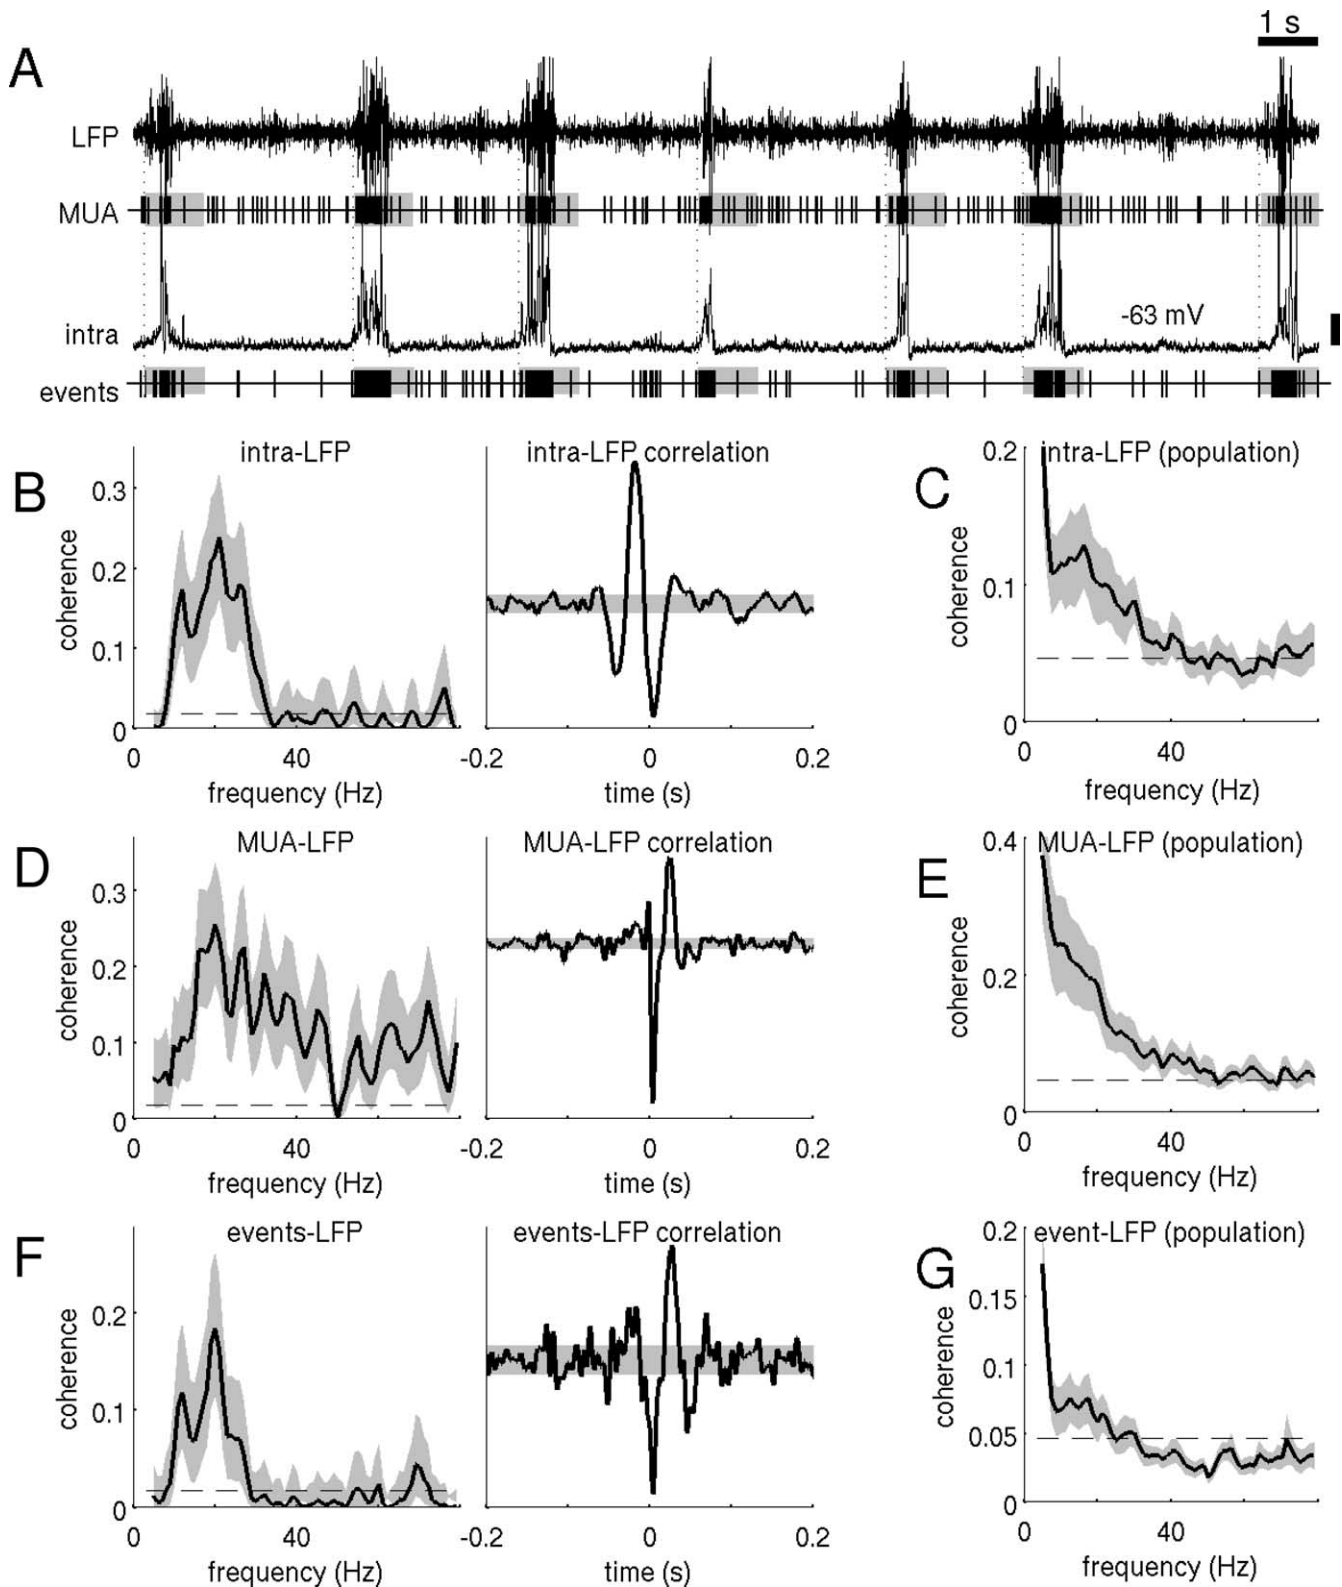 1 s
A
LFP
MUA
-63 mV
intra
events
B
intra-LFP
coherence
0.3
0.2
0.1
0
0
40
frequency (Hz)
intra-LFP correlation
-0.2
0
0.2
time (s)
C
intra-LFP (population)
coherence
0.2
0.1
0
0
40
frequency (Hz)
D
MUA-LFP
coherence
0.3
0.2
0.1
0
0
40
frequency (Hz)
MUA-LFP correlation
-0.2
0
0.2
time (s)
E
MUA-LFP (population)
coherence
0.4
0.2
0
0
40
frequency (Hz)
F
events-LFP
coherence
0.2
0.1
0
0
40
frequency (Hz)
events-LFP correlation
-0.2
0
0.2
time (s)
G
event-LFP (population)
coherence
0.2
0.15
0.1
0.05
0
0
40
frequency (Hz)